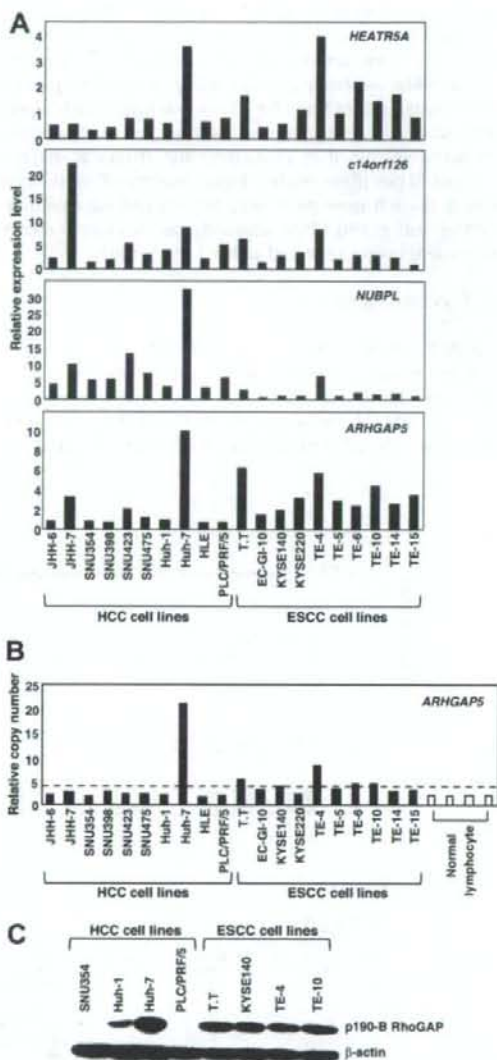 A
Relative expression level
HEATR5A
4
3
2
1
0
c14orf126
20
15
10
5
0
NUBPL
30
25
20
15
10
5
0
ARHGAP5
10
8
6
4
2
0
JHH-6
JHH-7
SNU354
SNU398
SNU423
SNU475
Huh-1
Huh-7
HLE
PLC/PRF/5
T.T
EC-GI-10
KYSE140
KYSE220
TE-4
TE-5
TE-6
TE-10
TE-14
TE-15
HCC cell lines
ESCC cell lines
B
Relative copy number
ARHGAP5
25
20
15
10
5
0
JHH-6
JHH-7
SNU354
SNU398
SNU423
SNU475
Huh-1
Huh-7
HLE
PLC/PRF/5
T.T
EC-GI-10
KYSE140
KYSE220
TE-4
TE-5
TE-6
TE-10
TE-14
TE-15
Normal
lymphocyte
HCC cell lines
ESCC cell lines
C
HCC cell lines
ESCC cell lines
SNU354
Huh-1
Huh-7
PLC/PRF/5
T.T
KYSE140
TE-4
TE-10
p190-B RhoGAP
β-actin